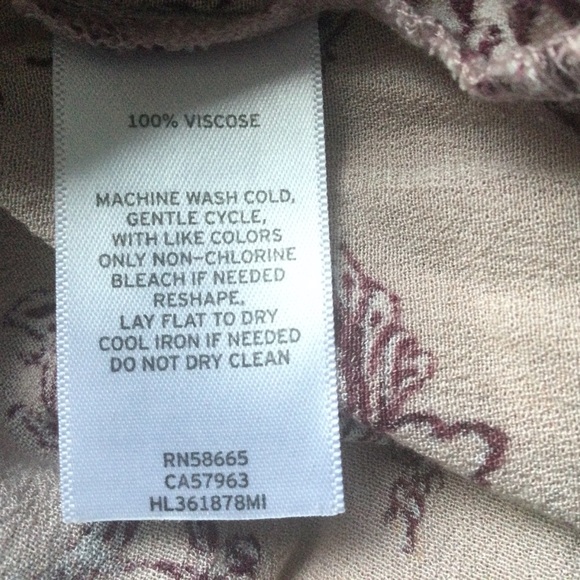 100% VISCOSE
MACHINE WASH COLD,
GENTLE CYCLE,
WITH LIKE COLORS
ONLY NON-CHLORINE
BLEACH IF NEEDED
RESHAPE,
LAY FLAT TO DRY
COOL IRON IF NEEDED
DO NOT DRY CLEAN
RN58665
CA57963
HL361878MI